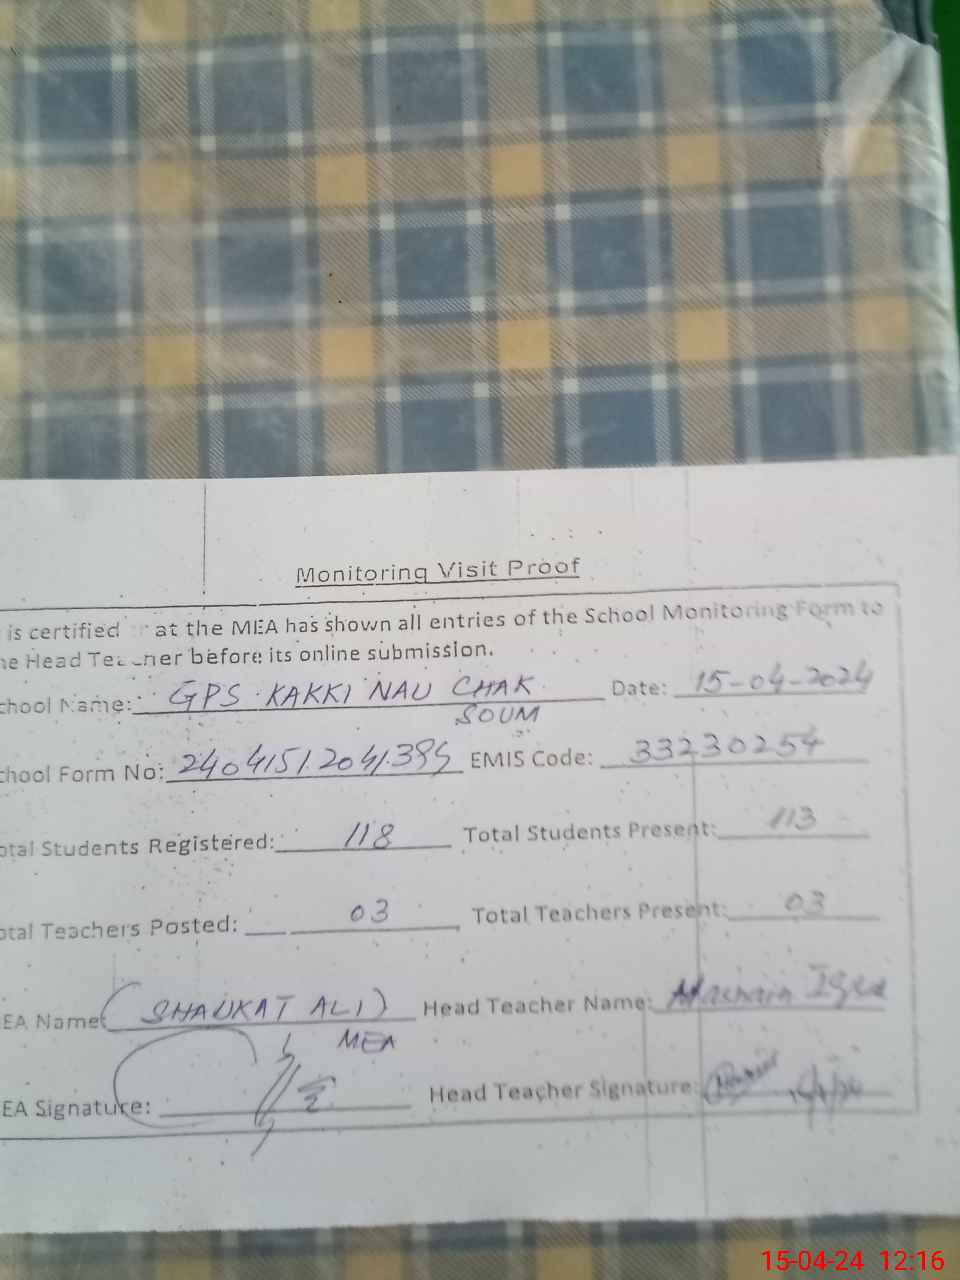 Monitoring Visit Proof
is certified at the MEA has shown all entries of the School Monitoring Form to
he Head Teacher before its online submission.
chool Name: GPS KAKKI NAU CHAK Date: 15-04-2024
SOUM
chool Form No: EMIS Code: 33230254
otal Students Registered: 118 Total Students Present: 113
otal Teachers Posted: 03 Total Teachers Present: 03
EA Name: (SHAUKAT ALI) Head Teacher Name:
MEA
EA Signature: Head Teacher Signature:
15-04-24 12:16